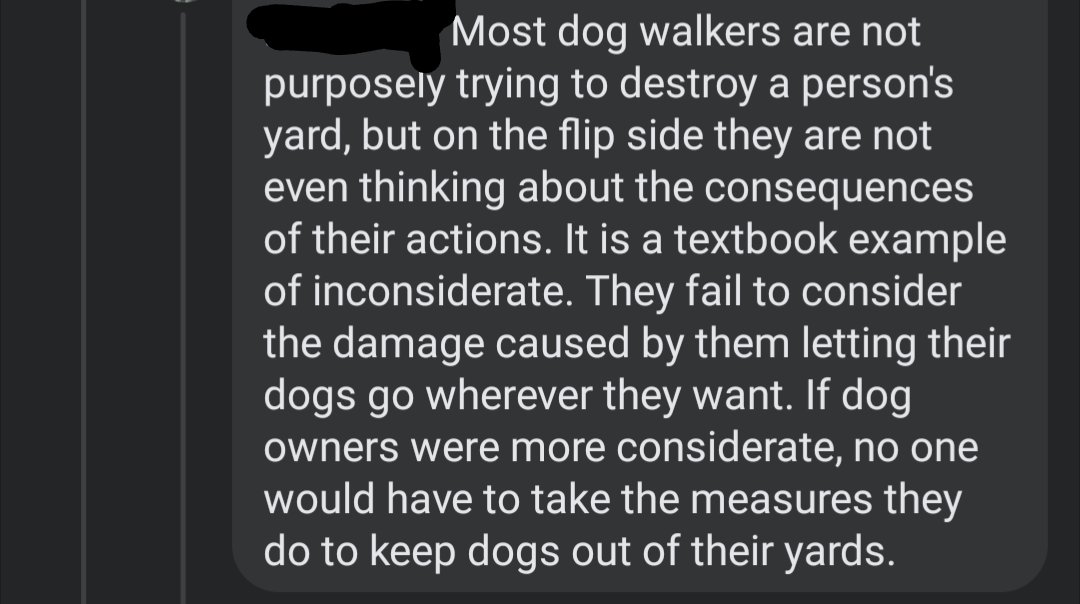 Most dog walkers are not
purposely trying to destroy a person's
yard, but on the flip side they are not
even thinking about the consequences
of their actions. It is a textbook example
of inconsiderate. They fail to consider
the damage caused by them letting their
dogs go wherever they want. If dog
owners were more considerate, no one
would have to take the measures they
do to keep dogs out of their yards.